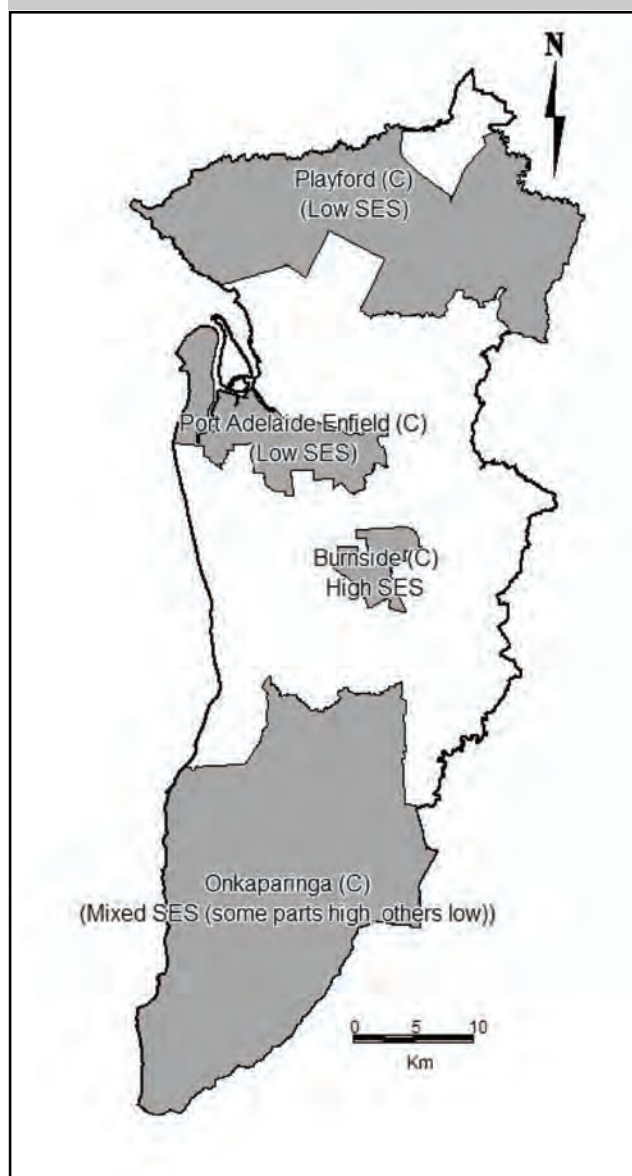 N
Playford (C)
(Low SES)
Port Adelaide Enfield (C)
(Low SES)
Burnside (C)
High SES
Onkaparinga (C)
(Mixed SES (some parts high others low))
0 5 10
Km